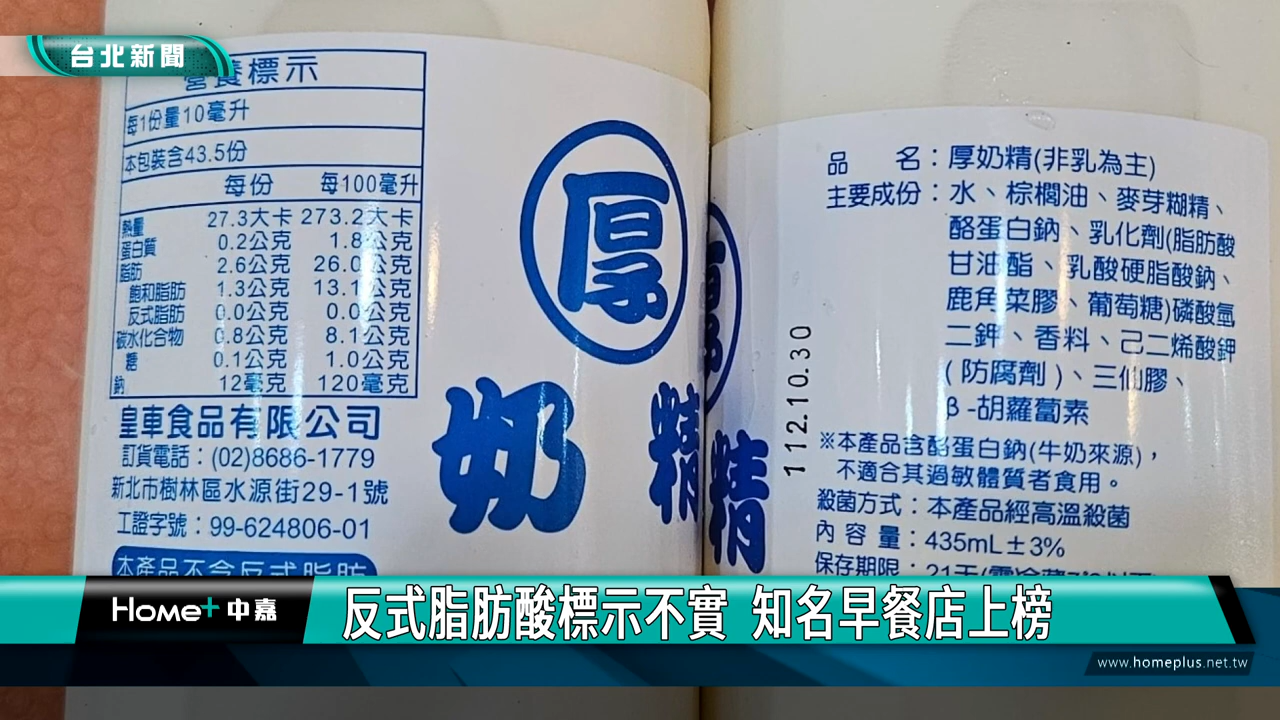 台北新聞
營養標示
每1份量10毫升
本包裝含43.5份
每份 每100毫升
熱量 27.3大卡 273.2大卡
蛋白質 0.2公克 1.8公克
脂肪 2.6公克 26.0公克
飽和脂肪 1.3公克 13.1公克
反式脂肪 0.0公克 0.0公克
碳水化合物 0.8公克 8.1公克
糖 0.1公克 1.0公克
鈉 12毫克 120毫克
皇車食品有限公司
訂貨電話：(02)8686-1779
新北市樹林區水源街29-1號
工證字號：99-624806-01
本產品不含反式脂肪
厚
奶
精
厚
精
112.10.30
品 名：厚奶精(非乳為主)
主要成份：水、棕櫚油、麥芽糊精、
酪蛋白鈉、乳化劑(脂肪酸
甘油酯、乳酸硬脂酸鈉、
鹿角菜膠、葡萄糖)磷酸氫
二鉀、香料、己二烯酸鉀
(防腐劑)、三仙膠、
β-胡蘿蔔素
※本產品含酪蛋白鈉(牛奶來源)，
不適合其過敏體質者食用。
殺菌方式：本產品經高溫殺菌
內容量：435mL±3%
保存期限：21天
Home+中嘉
反式脂肪酸標示不實 知名早餐店上榜
www.homeplus.net.tw